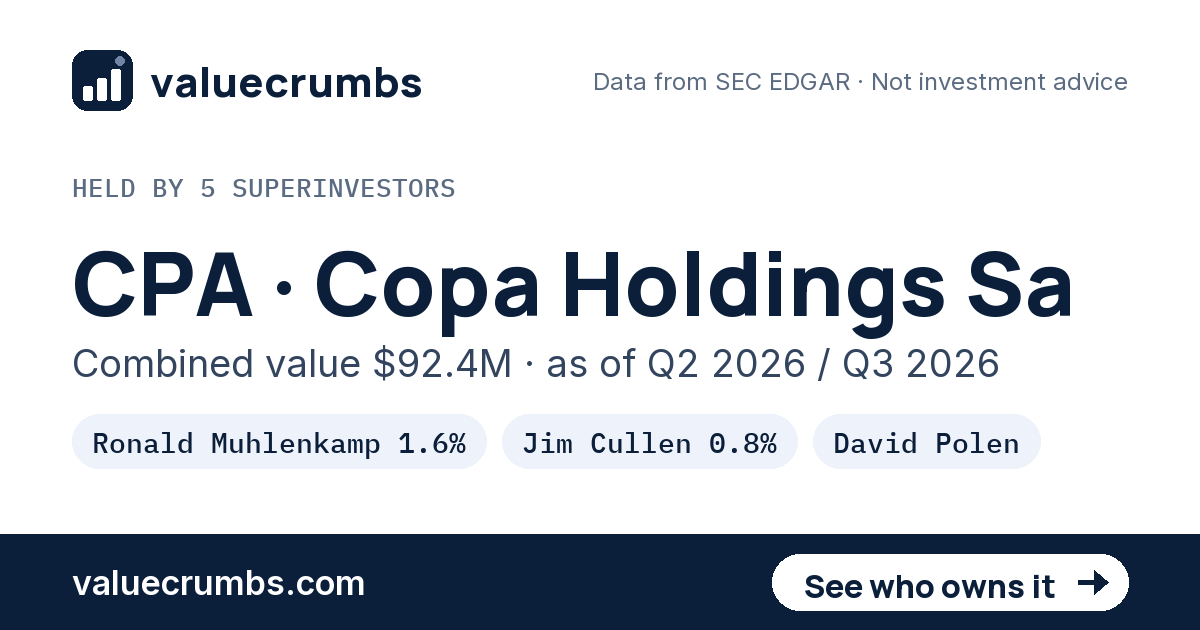 valuecrumbs
Data from SEC EDGAR · Not investment advice
HELD BY 5 SUPERINVESTORS
CPA · Copa Holdings Sa
Combined value $92.4M · as of Q2 2026 / Q3 2026
Ronald Muhlenkamp 1.6% Jim Cullen 0.8% David Polen
valuecrumbs.com
See who owns it →